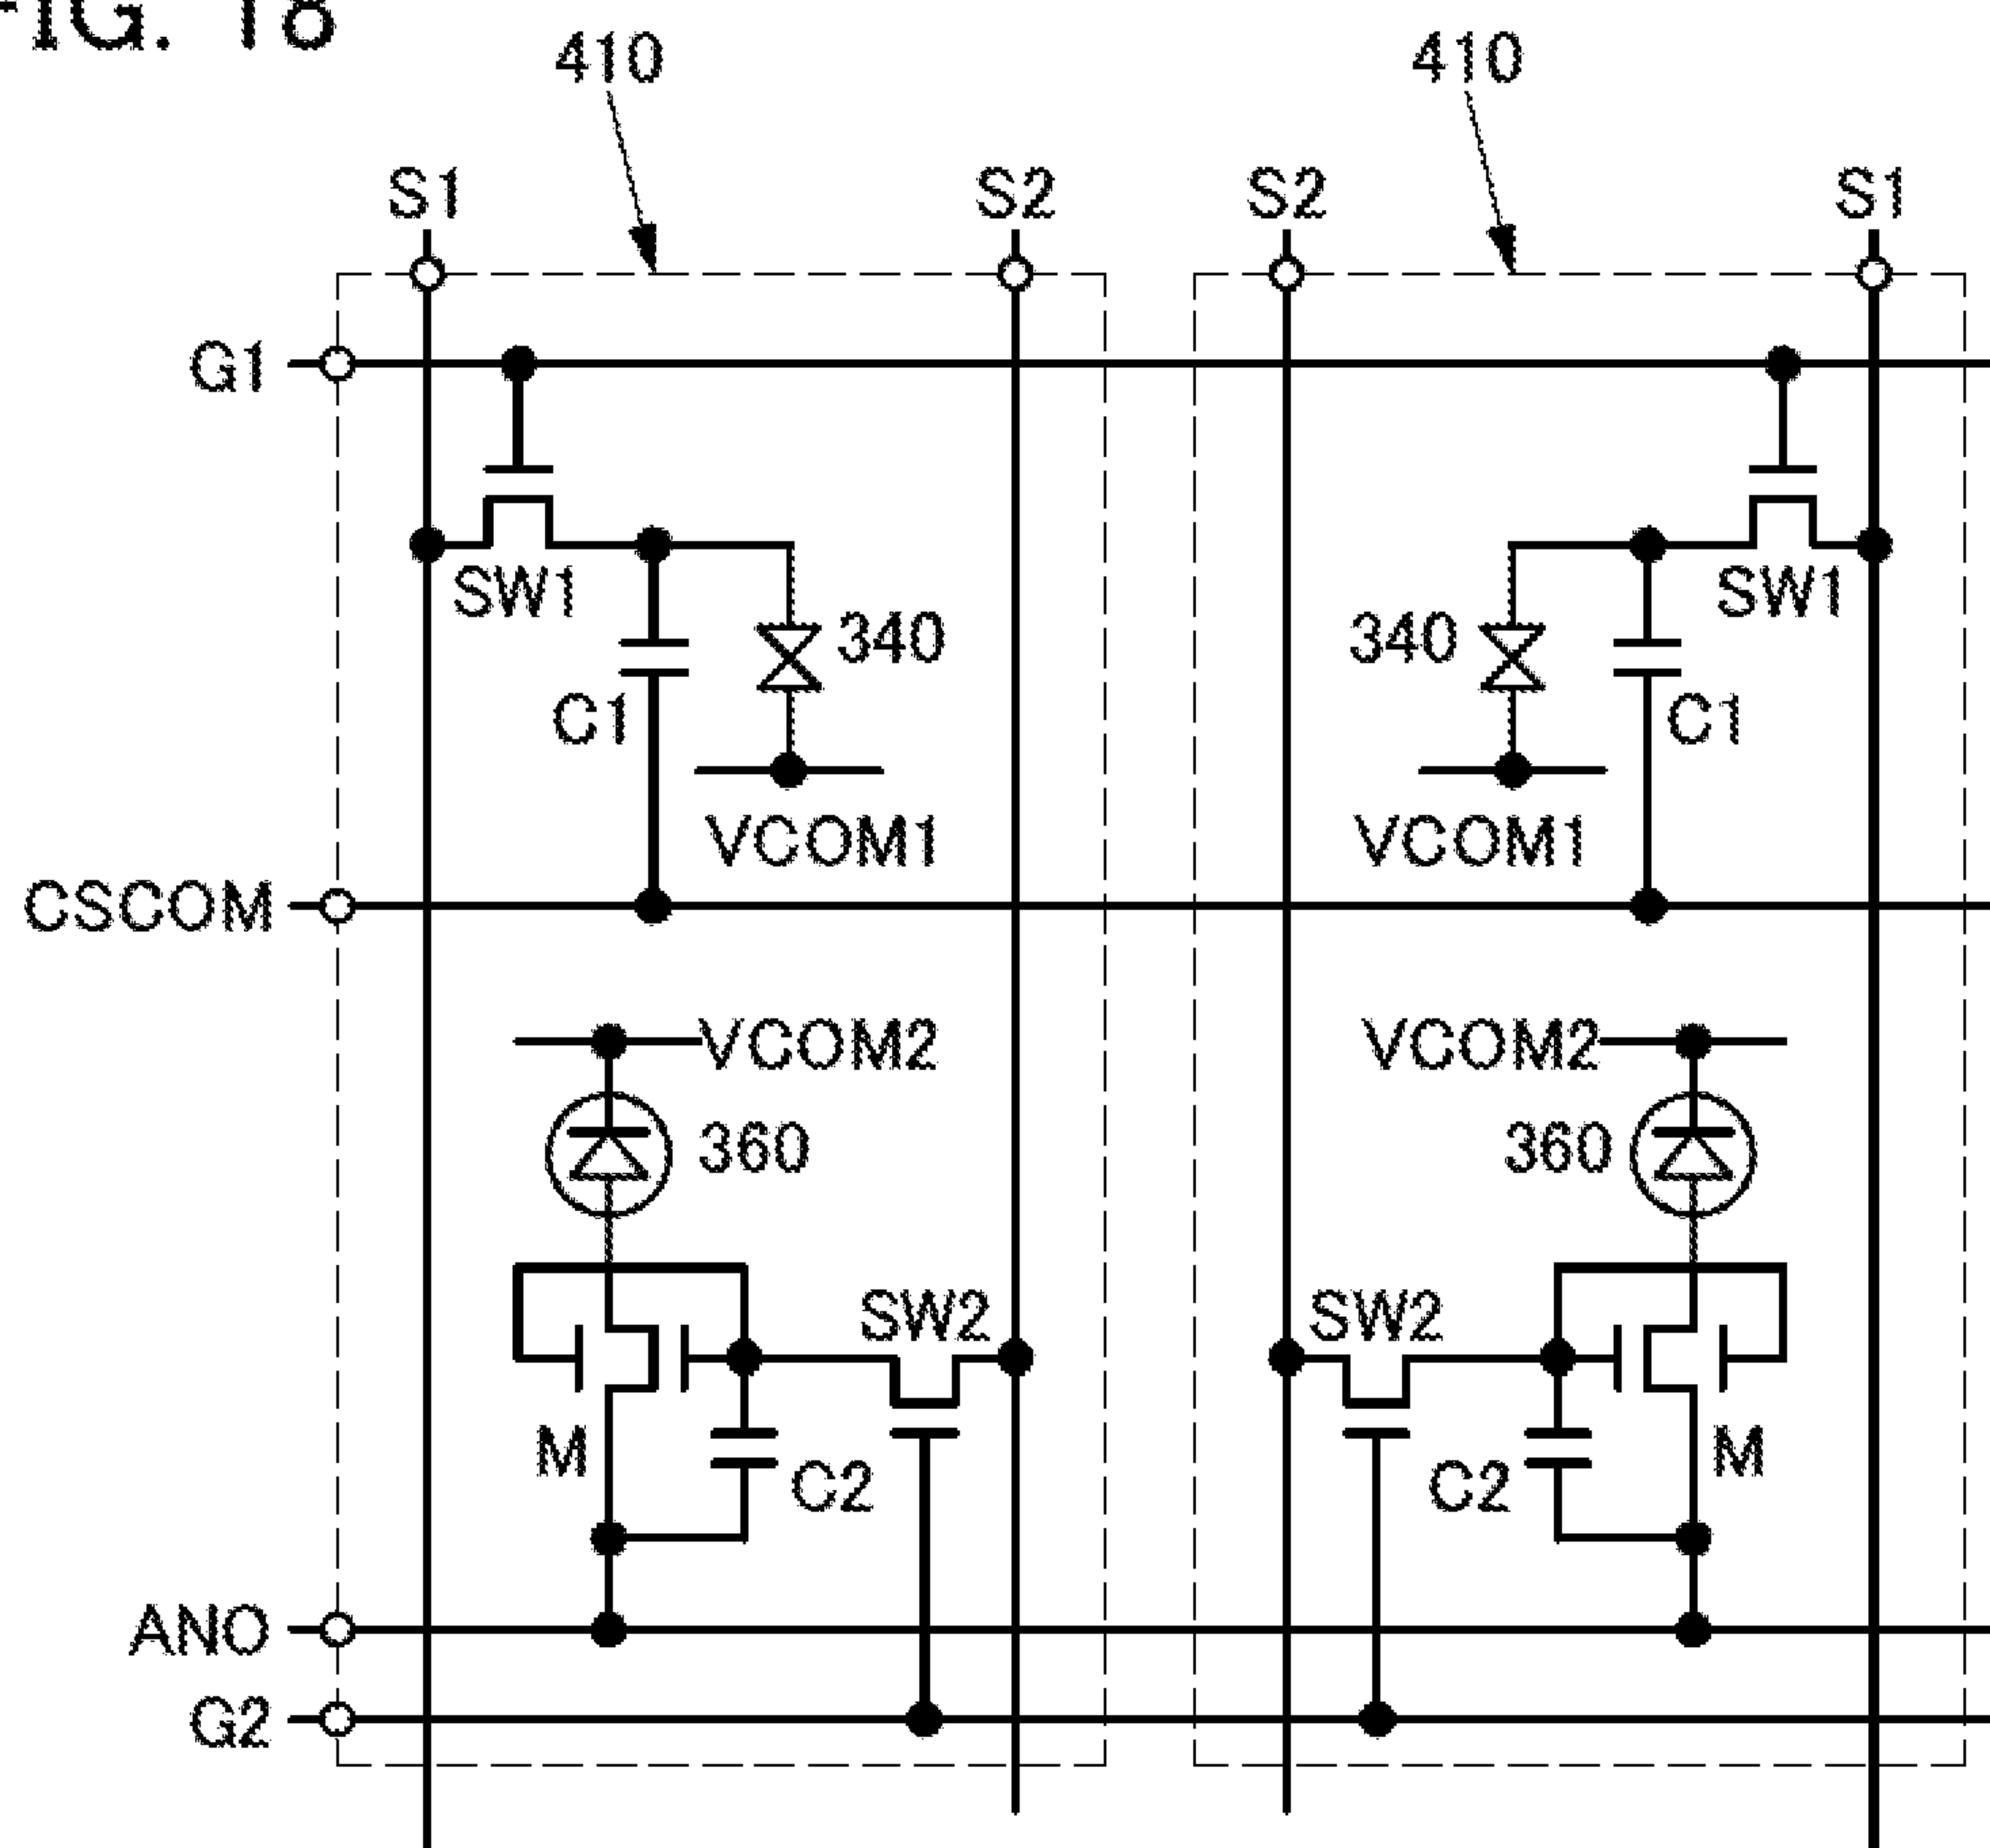 FIG. 18
410 410
S1 S2 S2 S1
G1
SW1 SW1
340 340
C1 C1
VCOM1 VCOM1
CSCOM
VCOM2 VCOM2
360 360
SW2 SW2
M M
C2 C2
ANO
G2